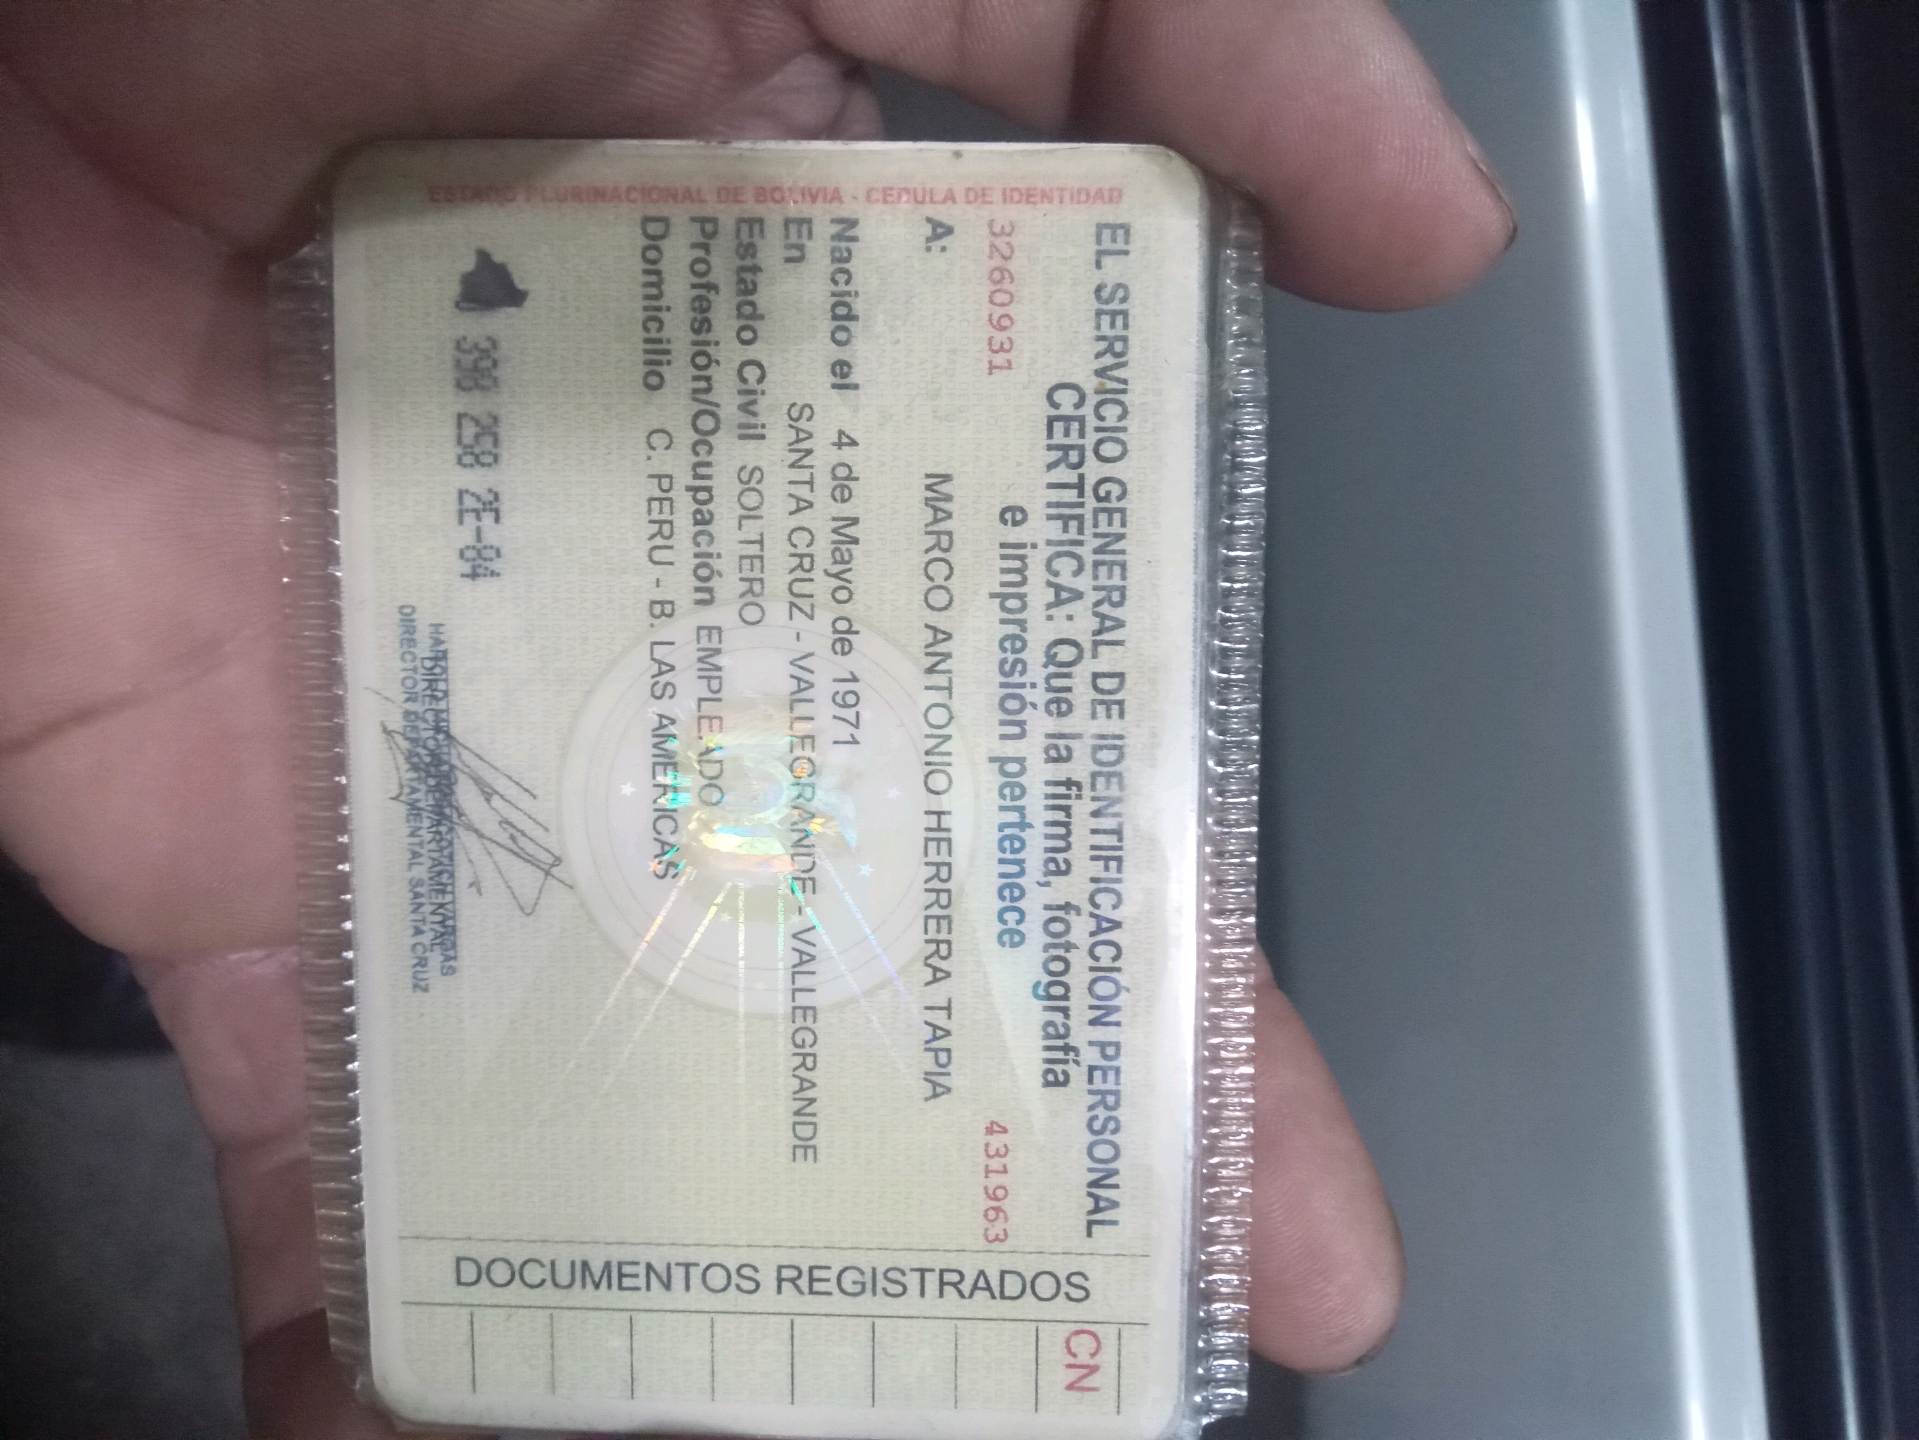 ESTADO PLURINACIONAL DE BOLIVIA - CEDULA DE IDENTIDAD
EL SERVICIO GENERAL DE IDENTIFICACIÓN PERSONAL
CERTIFICA: Que la firma, fotografía
e impresión pertenece
3260931
431963
A: MARCO ANTONIO HERRERA TAPIA
Nacido el 4 de Mayo de 1971
En SANTA CRUZ - VALLEGRANDE - VALLEGRANDE
Estado Civil SOLTERO
Profesión/Ocupación EMPLEADO
Domicilio C. PERU - B. LAS AMERICAS
398 258 2E-84
DIRECTOR DEPARTAMENTAL
DIRECTOR DEPARTAMENTAL SANTA CRUZ
DOCUMENTOS REGISTRADOS
CN